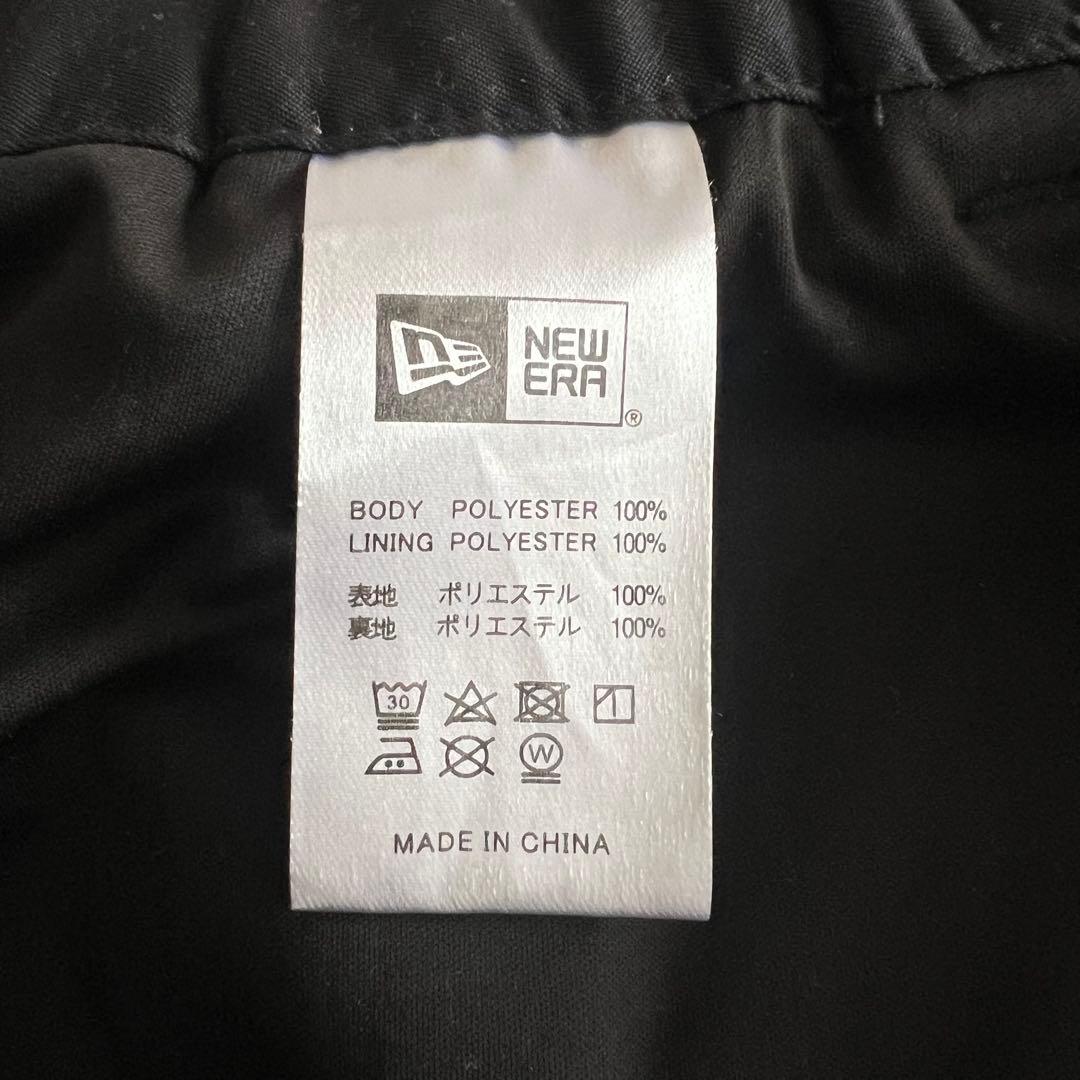 NEW
ERA
®
BODY POLYESTER 100%
LINING POLYESTER 100%
表地 ポリエステル 100%
裏地 ポリエステル 100%
30
W
MADE IN CHINA